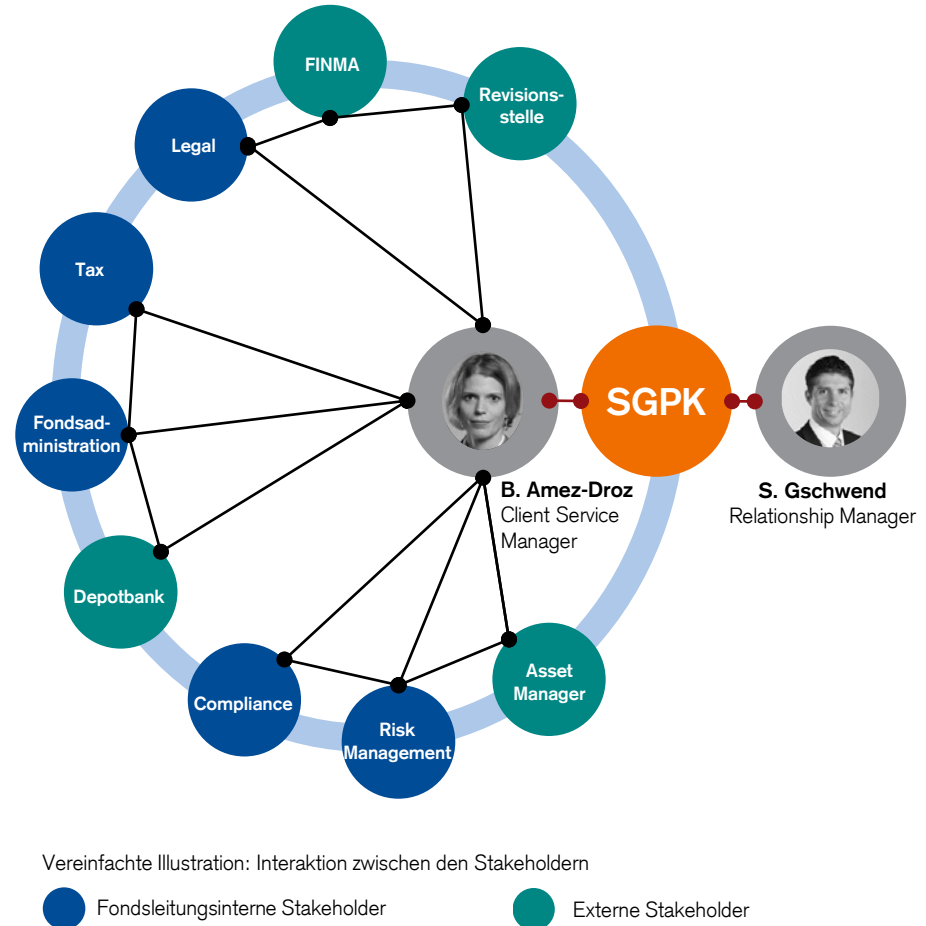 FINMA
Revisions-
stelle
Legal
Tax
Fondsad-
ministration
SGPK
B. Amez-Droz
Client Service
Manager
S. Gschwend
Relationship Manager
Depotbank
Compliance
Risk
Management
Asset
Manager
Vereinfachte Illustration: Interaktion zwischen den Stakeholdern
Fondsleitungsinterne Stakeholder
Externe Stakeholder